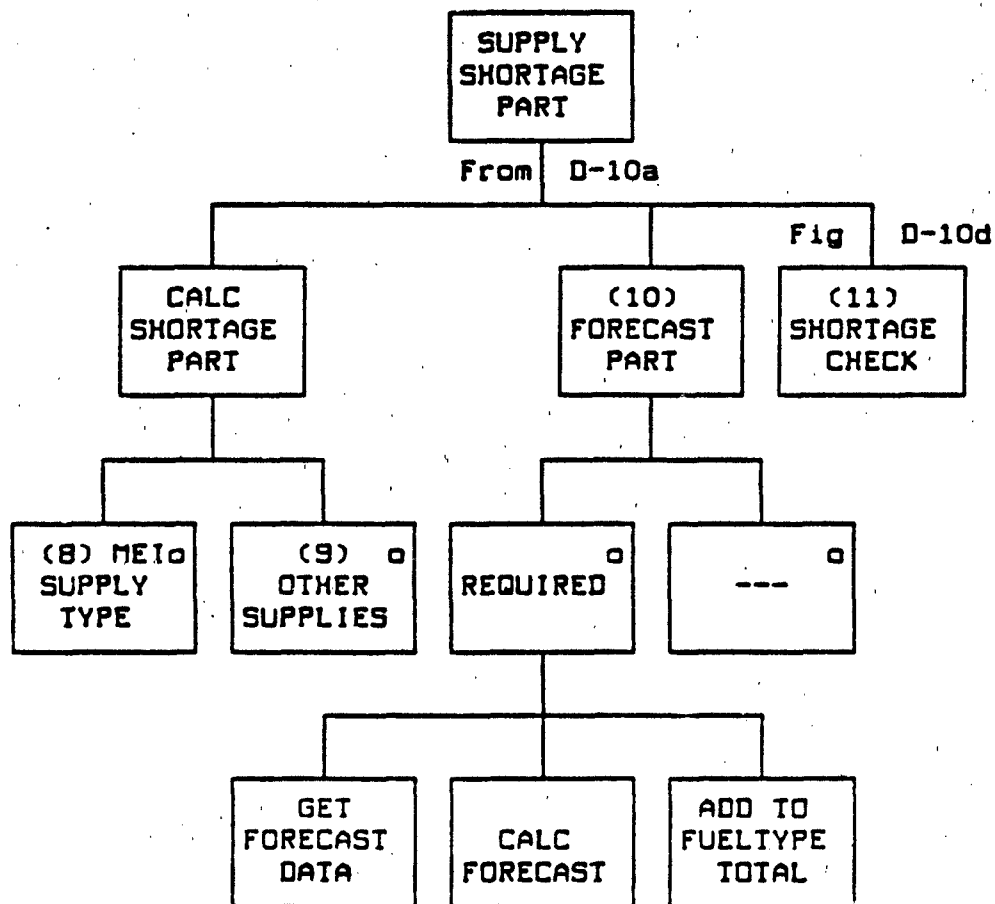 SUPPLY
SHORTAGE
PART
From D-10a
Fig D-10d
CALC
SHORTAGE
PART
(10)
FORECAST
PART
(11)
SHORTAGE
CHECK
(8) MEIo
SUPPLY
TYPE
(9) o
OTHER
SUPPLIES
o
REQUIRED
o
---
GET
FORECAST
DATA
CALC
FORECAST
ADD TO
FUELTYPE
TOTAL